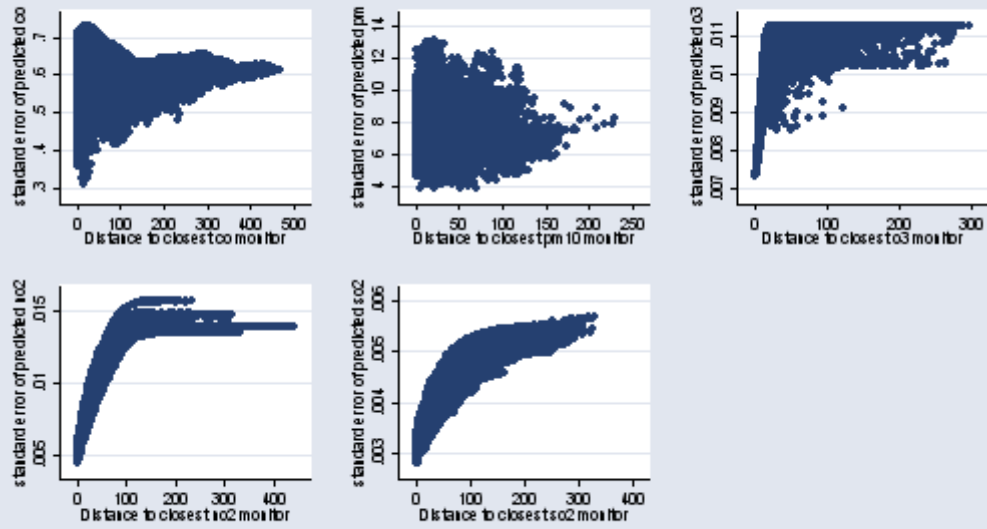 standard error of predicted co
.3 .4 .5 .6 .7
0 100 200 300 400 500
Distance to closest co monitor
standard error of predicted pm
4 6 8 10 12 14
0 50 100 150 200 250
Distance to closest pm10 monitor
standard error of predicted o3
.007 .008 .009 .01 .011
0 100 200 300
Distance to closest o3 monitor
standard error of predicted no2
.005 .01 .015
0 100 200 300 400
Distance to closest no2 monitor
standard error of predicted so2
.003 .004 .005 .006
0 100 200 300 400
Distance to closest so2 monitor